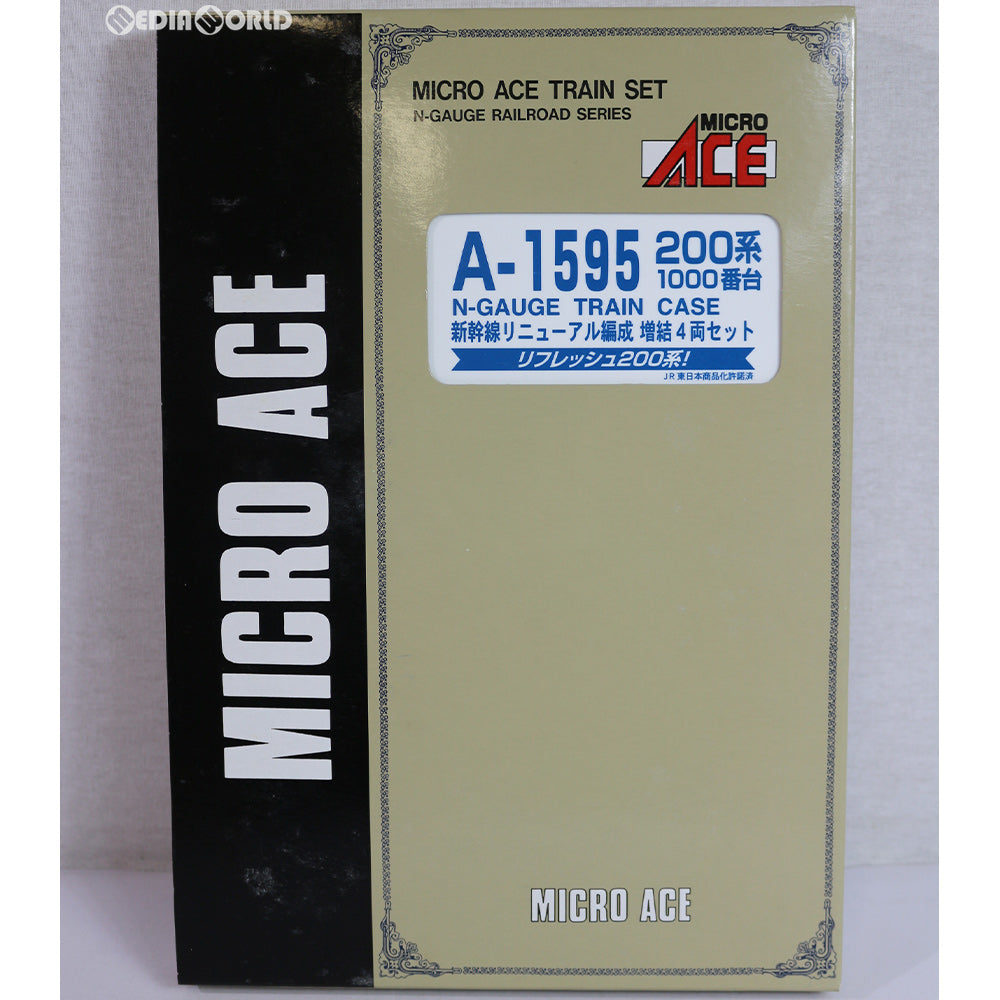 MEDIAWORLD
MICRO ACE TRAIN SET
N-GAUGE RAILROAD SERIES
MICRO
ACE
A-1595 200系
1000番台
N-GAUGE TRAIN CASE
新幹線リニューアル編成 増結4両セット
リフレッシュ200系!
JR東日本商品化許諾済
MICRO ACE
MICRO ACE